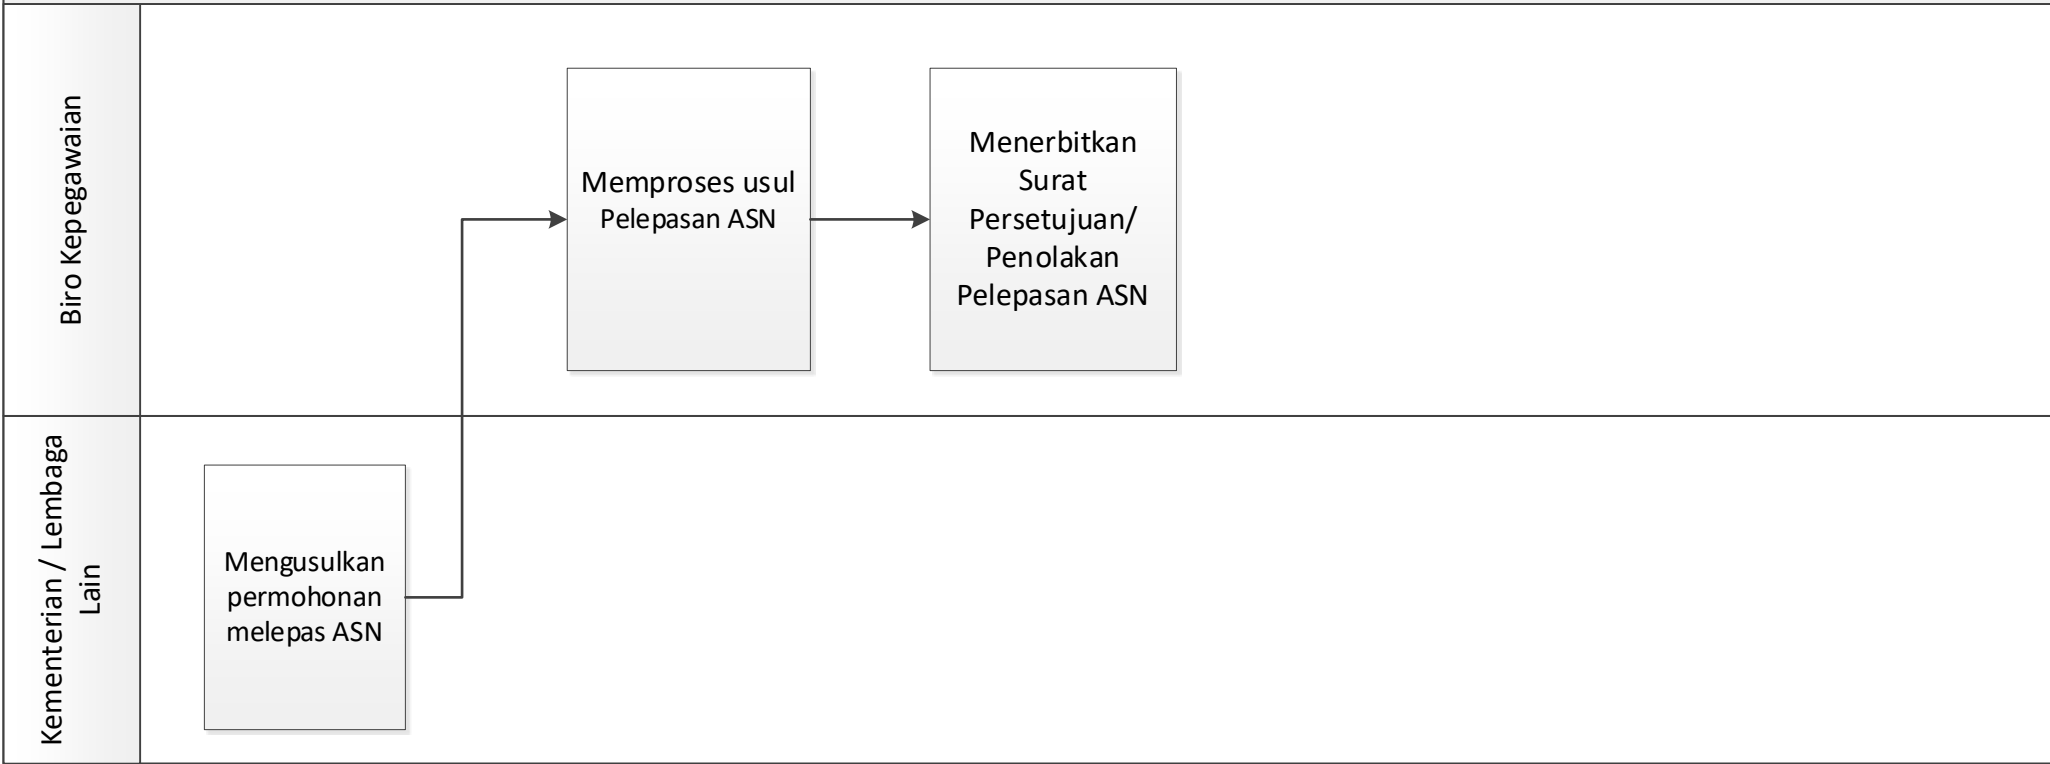 Biro Kepegawaian
Memproses usul
Pelepasan ASN
Menerbitkan
Surat
Persetujuan/
Penolakan
Pelepasan ASN
Kementerian / Lembaga
Lain
Mengusulkan
permohonan
melepas ASN